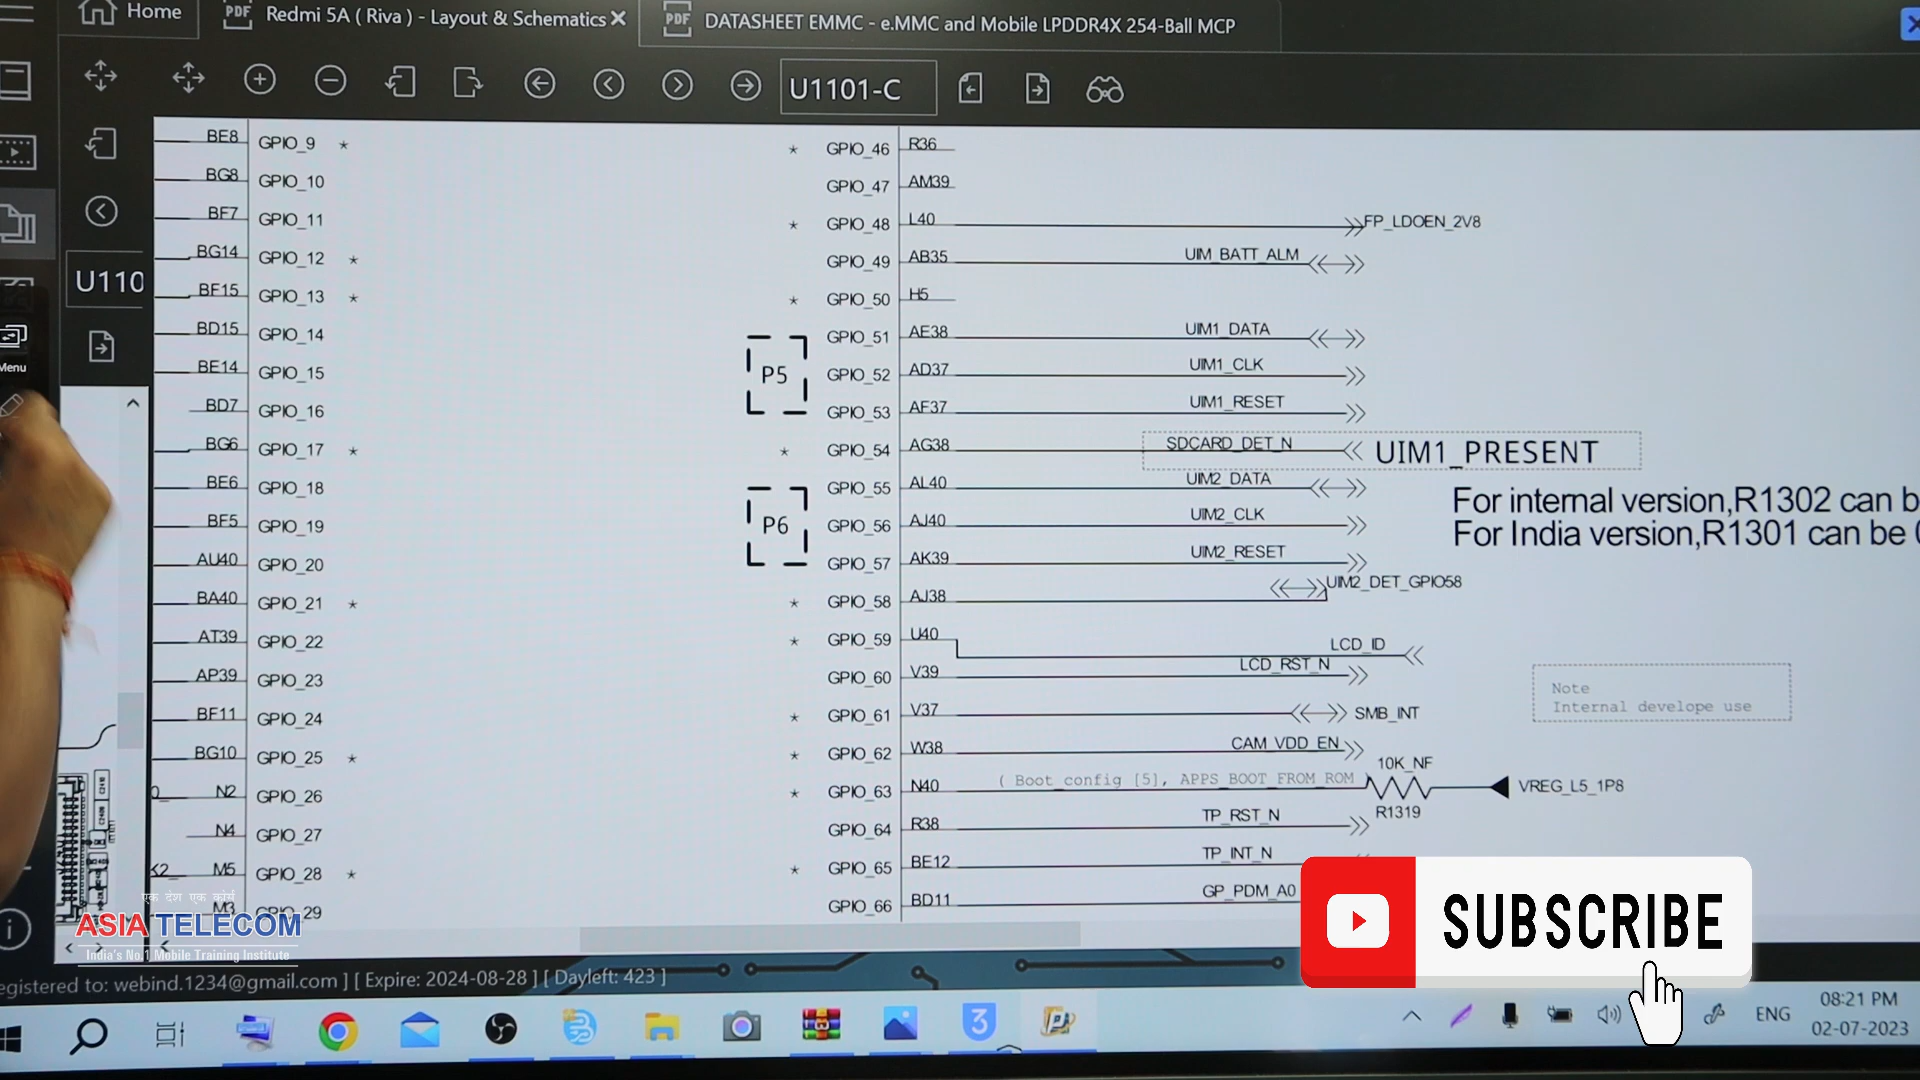 Home
PDF Redmi 5A ( Riva ) - Layout & Schematics
PDF DATASHEET EMMC - e.MMC and Mobile LPDDR4X 254-Ball MCP
U1101-C
U110
Menu
BE8 GPIO_9 *
BG8 GPIO_10
BF7 GPIO_11
BG14 GPIO_12 *
BF15 GPIO_13 *
BD15 GPIO_14
BE14 GPIO_15
BD7 GPIO_16
BG6 GPIO_17 *
BE6 GPIO_18
BF5 GPIO_19
AU40 GPIO_20
BA40 GPIO_21 *
AT39 GPIO_22
AP39 GPIO_23
BF11 GPIO_24
BG10 GPIO_25 *
N2 GPIO_26
N4 GPIO_27
M5 GPIO_28 *
M3
* GPIO_46 R36
GPIO_47 AM39
* GPIO_48 L40 FP_LDOEN_2V8
GPIO_49 AB35 UIM_BATT_ALM
* GPIO_50 H5
GPIO_51 AE38 UIM1_DATA
P5 GPIO_52 AD37 UIM1_CLK
GPIO_53 AF37 UIM1_RESET
* GPIO_54 AG38 SDCARD_DET_N UIM1_PRESENT
GPIO_55 AL40 UIM2_DATA
P6 GPIO_56 AJ40 UIM2_CLK
GPIO_57 AK39 UIM2_RESET
* GPIO_58 AJ38 UIM2_DET_GPIO58
* GPIO_59 U40 LCD_ID
GPIO_60 V39 LCD_RST_N
* GPIO_61 V37 SMB_INT
* GPIO_62 W38 CAM_VDD_EN
* GPIO_63 N40 ( Boot_config [5], APPS_BOOT_FROM_ROM ) 10K_NF R1319 VREG_L5_1P8
GPIO_64 R38 TP_RST_N
* GPIO_65 BE12 TP_INT_N
GPIO_66 BD11 GP_PDM_A0
For internal version,R1302 can b
For India version,R1301 can be
Note
Internal develope use
एक देश एक कोर्स
ASIA TELECOM
India's No.1 Mobile Training Institute
SUBSCRIBE
egistered to: webind.1234@gmail.com ] [ Expire: 2024-08-28 ] [ Dayleft: 423 ]
3
ENG
08:21 PM
02-07-2023